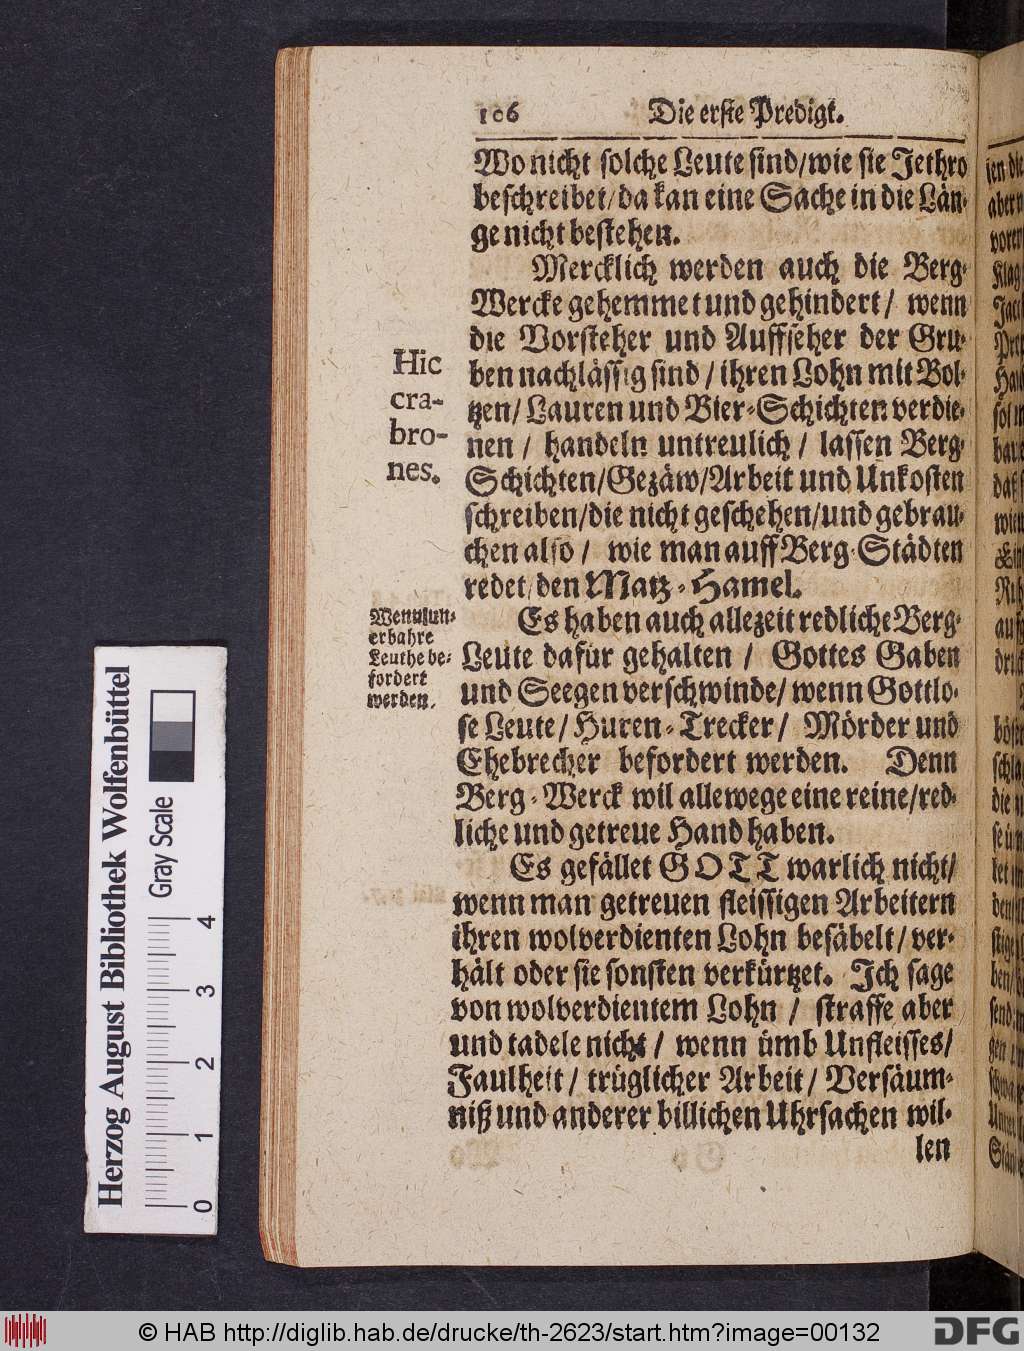 106 Die erste Predigt.
Wo nicht solche Leute sind/wie sie Jethro
beschreibet/da kan eine Sache in die Län-
ge nicht bestehen.
Mercklich werden auch die Berg-
Wercke gehemmet und gehindert/ wenn
die Vorsteher und Auffseher der Gru-
ben nachlässig sind/ihren Lohn mit Bol-
tzen/Lauren und Bier-Schichten verdie-
nen / handeln untreulich / lassen Berg-
Schichten/Gezäw/Arbeit und Unkosten
schreiben/die nicht geschehen/und gebrau-
chen also / wie man auff Berg-Städten
redet/den Matz-Hamel.
Hic
cra-
bro-
nes.
Es haben auch allezeit redliche Berg-
Leute dafür gehalten / Gottes Gaben
und Seegen verschwinde/ wenn Gottlo-
se Leute/Huren-Trecker/ Mörder und
Ehebrecher befordert werden. Denn
Berg-Werck wil allewege eine reine/red-
liche und getreue Hand haben.
Wenn un-
erbahre
Leuthe be-
fordert
werden.
Es gefället GOTT warlich nicht/
wenn man getreuen fleissigen Arbeitern
ihren wolverdienten Lohn besäbelt/ver-
hält oder sie sonsten verkürtzet. Ich sage
von wolverdientem Lohn / straffe aber
und tadele nicht / wenn ümb Unfleisses/
Faulheit / trüglicher Arbeit / Versäum-
niß und anderer billichen Uhrsachen wil-
len
Herzog August Bibliothek Wolfenbüttel
Gray Scale
0 1 2 3 4
© HAB http://diglib.hab.de/drucke/th-2623/start.htm?image=00132
DFG